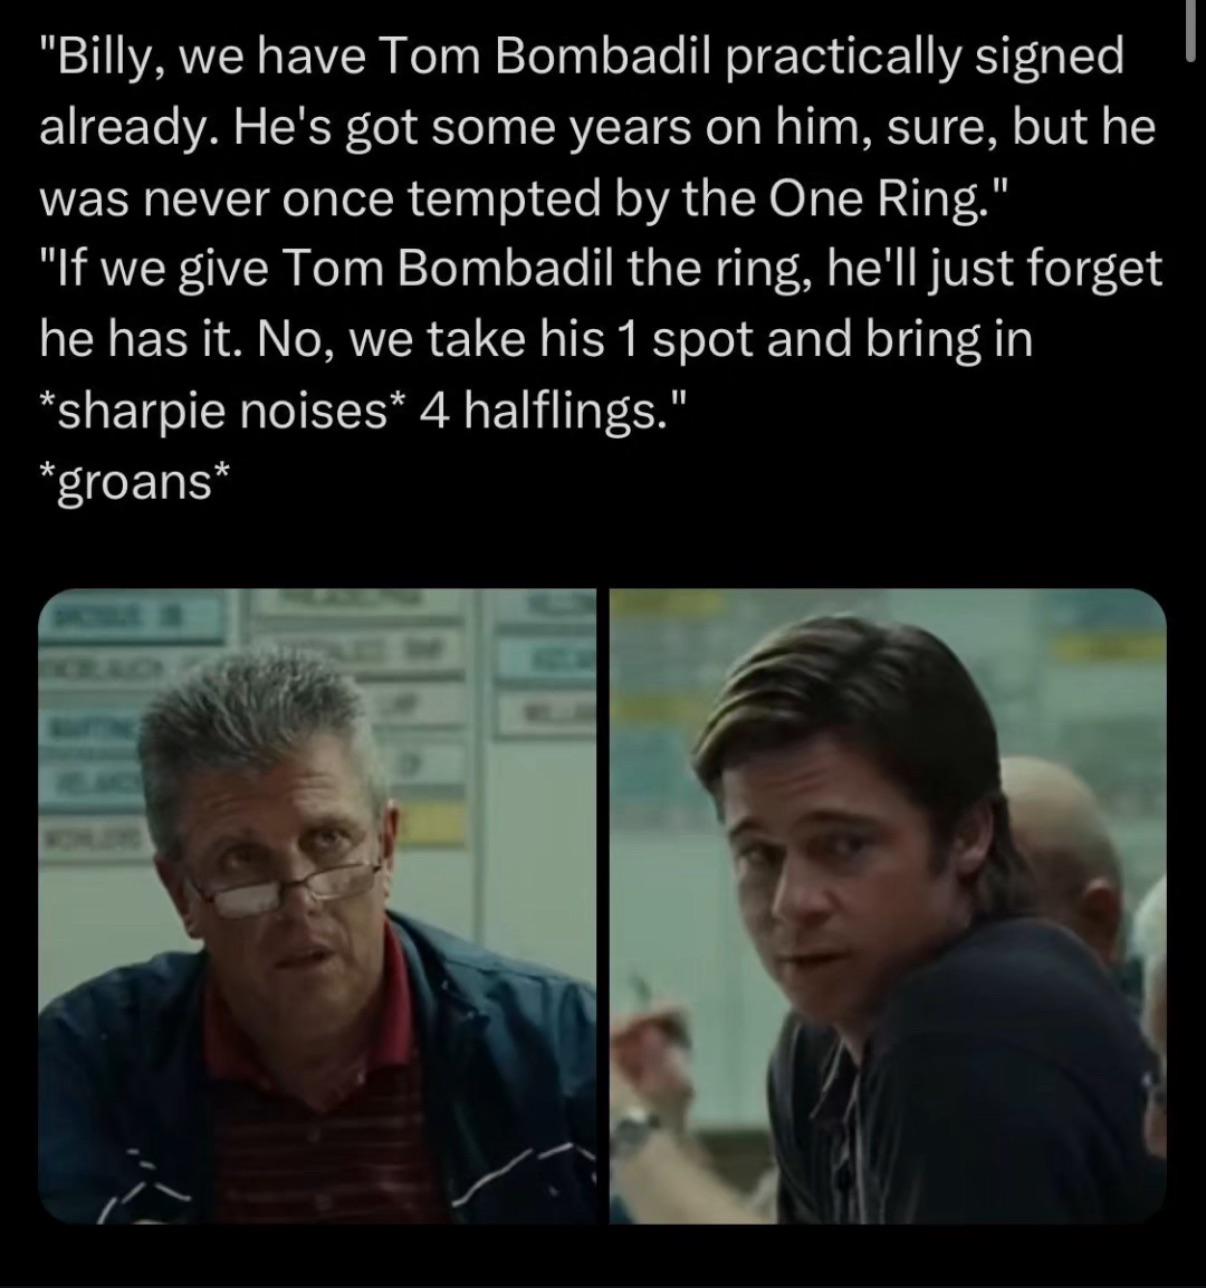 "Billy, we have Tom Bombadil practically signed
already. He's got some years on him, sure, but he
was never once tempted by the One Ring."
"If we give Tom Bombadil the ring, he'll just forget
he has it. No, we take his 1 spot and bring in
*sharpie noises* 4 halflings."
*groans*